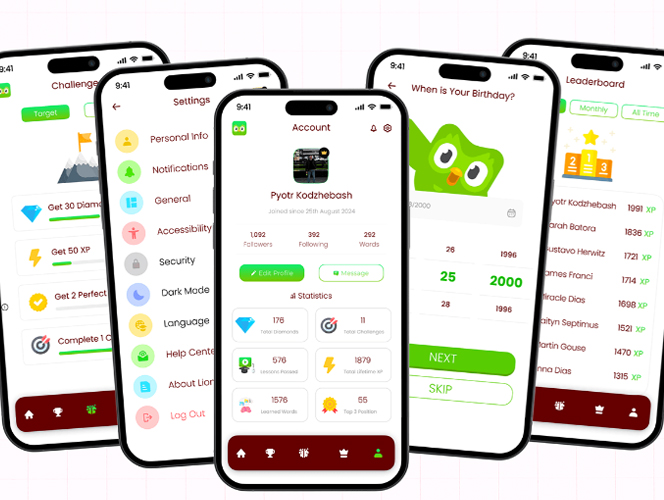 9:41
Challenge
Target
Get 30 Diamo
Get 50 XP
Get 2 Perfect
Complete 1 C
9:41
Settings
Personal Info
Notifications
General
Accessibility
Security
Dark Mode
Language
Help Cente
About Lion
Log Out
9:41
Account
Pyotr Kodzhebash
Joined since 25th August 2024
1,092
392
292
Followers
Following
Words
Edit Profile
Message
Statistics
176
Total Diamonds
11
Total Challenges
576
Lessons Passed
1879
Total Lifetime XP
1576
Learned Words
55
Top 3 Position
9:41
When is Your Birthday?
/2000
26
1996
25
2000
28
1996
NEXT
SKIP
9:41
Leaderboard
Monthly
All Time
2
1
3
yotr Kodzhebash
1991 XP
arah Batora
1836 XP
ustavo Herwitz
1721 XP
ames Franci
1714 XP
iracle Dias
1698 XP
aityn Septimus
1521 XP
artin Gouse
1470 XP
nna Dias
1315 XP